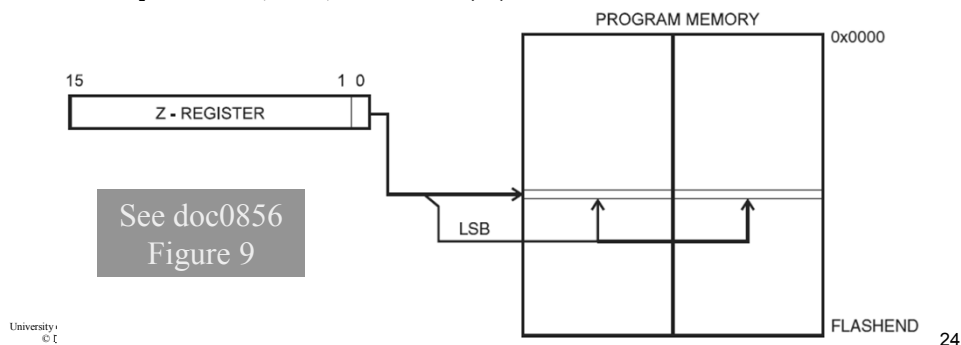 PROGRAM MEMORY
0x0000
15 1 0
Z - REGISTER
LSB
See doc0856
Figure 9
FLASHEND
University
©
24